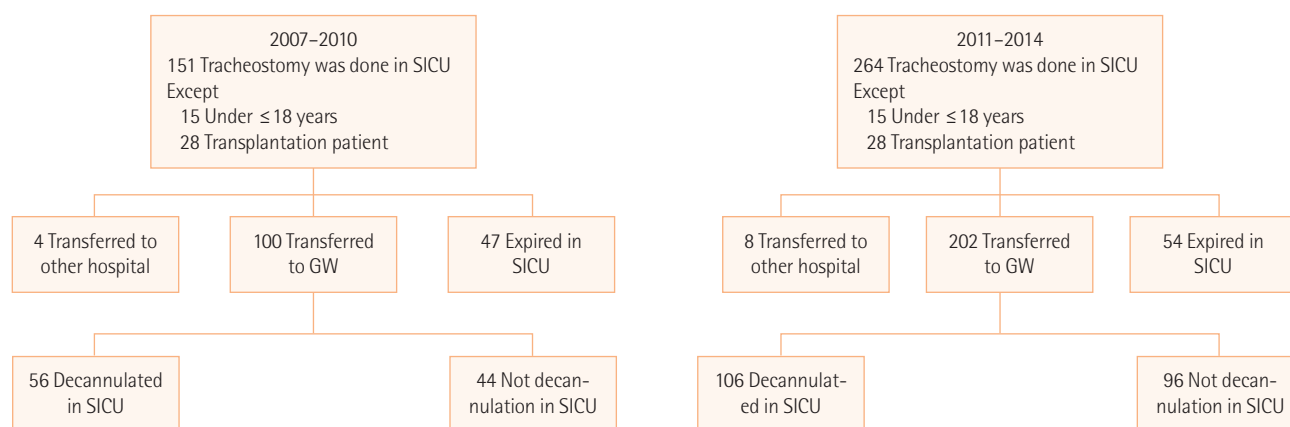 2007–2010
151 Tracheostomy was done in SICU
Except
15 Under ≤18 years
28 Transplantation patient
4 Transferred to
other hospital
100 Transferred
to GW
47 Expired in
SICU
56 Decannulated
in SICU
44 Not decan-
nulation in SICU
2011–2014
264 Tracheostomy was done in SICU
Except
15 Under ≤18 years
28 Transplantation patient
8 Transferred to
other hospital
202 Transferred
to GW
54 Expired in
SICU
106 Decannulat-
ed in SICU
96 Not decan-
nulation in SICU